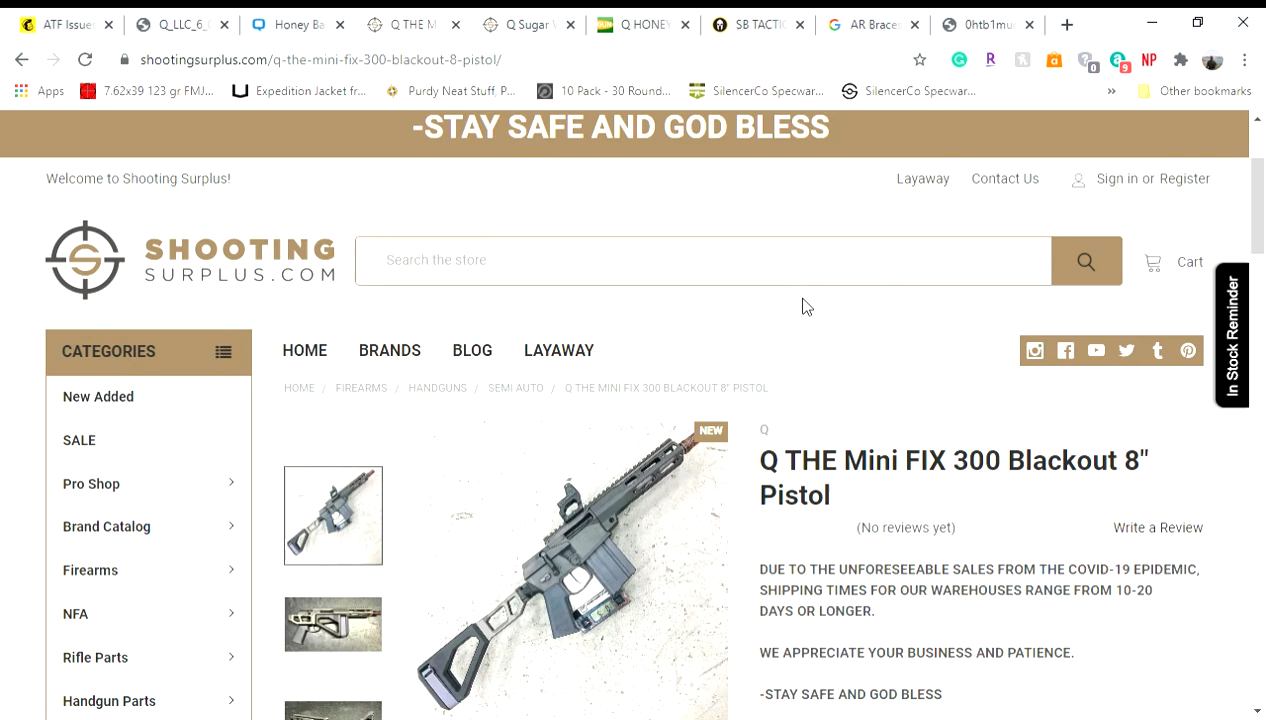 ATF Issue:
Q_LLC_6_
Honey Ba
Q THE M
Q Sugar
Q HONEY
SB TACTIC
AR Braces
0htb1muc
shootingsurplus.com/q-the-mini-fix-300-blackout-8-pistol/
0
9
NP
Apps
7.62x39 123 gr FMJ...
Expedition Jacket fr...
Purdy Neat Stuff, P...
10 Pack - 30 Round...
SilencerCo Specwar...
SilencerCo Specwar...
Other bookmarks
-STAY SAFE AND GOD BLESS
Welcome to Shooting Surplus!
Layaway
Contact Us
Sign in or Register
SHOOTING
SURPLUS.COM
Search the store
Cart
In Stock Reminder
CATEGORIES
HOME
BRANDS
BLOG
LAYAWAY
HOME / FIREARMS / HANDGUNS / SEMI AUTO / Q THE MINI FIX 300 BLACKOUT 8" PISTOL
New Added
SALE
Pro Shop
Brand Catalog
Firearms
NFA
Rifle Parts
Handgun Parts
NEW
Q
Q THE Mini FIX 300 Blackout 8"
Pistol
(No reviews yet)
Write a Review
DUE TO THE UNFORESEEABLE SALES FROM THE COVID-19 EPIDEMIC,
SHIPPING TIMES FOR OUR WAREHOUSES RANGE FROM 10-20
DAYS OR LONGER.
WE APPRECIATE YOUR BUSINESS AND PATIENCE.
-STAY SAFE AND GOD BLESS